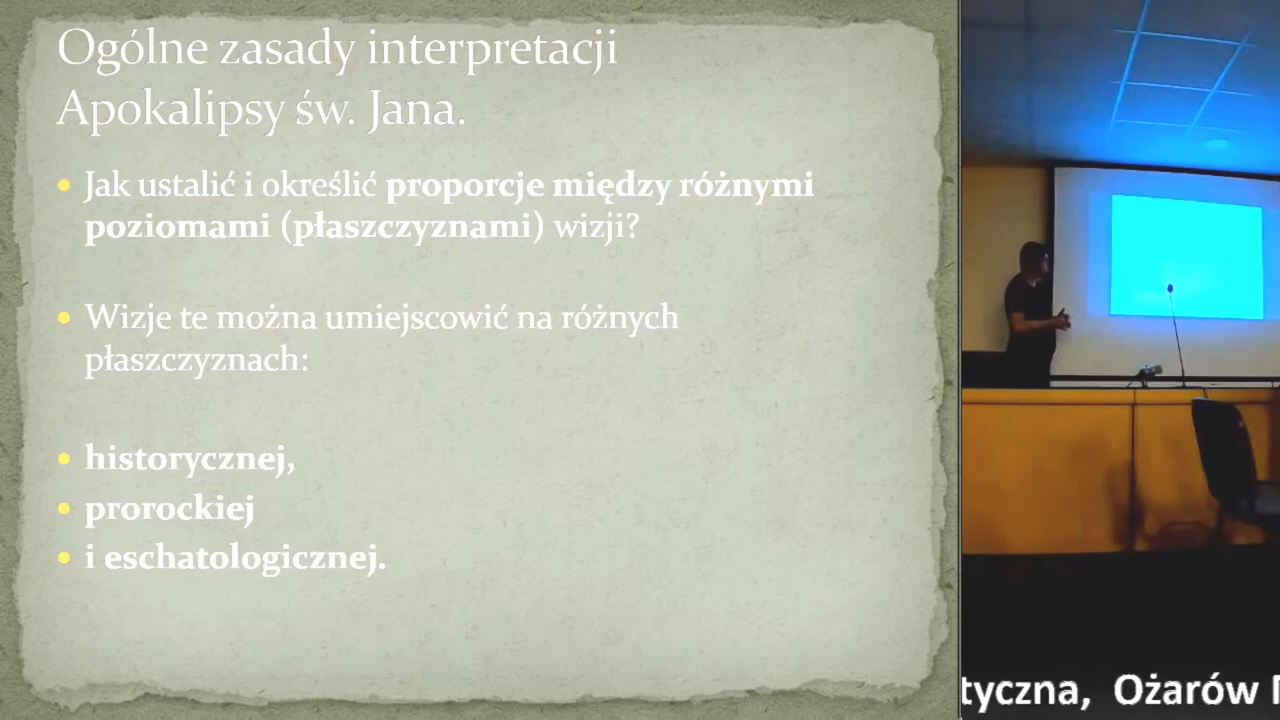 Ogólne zasady interpretacji
Apokalipsy św. Jana.
Jak ustalić i określić proporcje między różnymi
poziomami (płaszczyznami) wizji?
Wizje te można umiejscowić na różnych
płaszczyznach:
historycznej,
prorockiej
i eschatologicznej.
tyczna, Ożarów